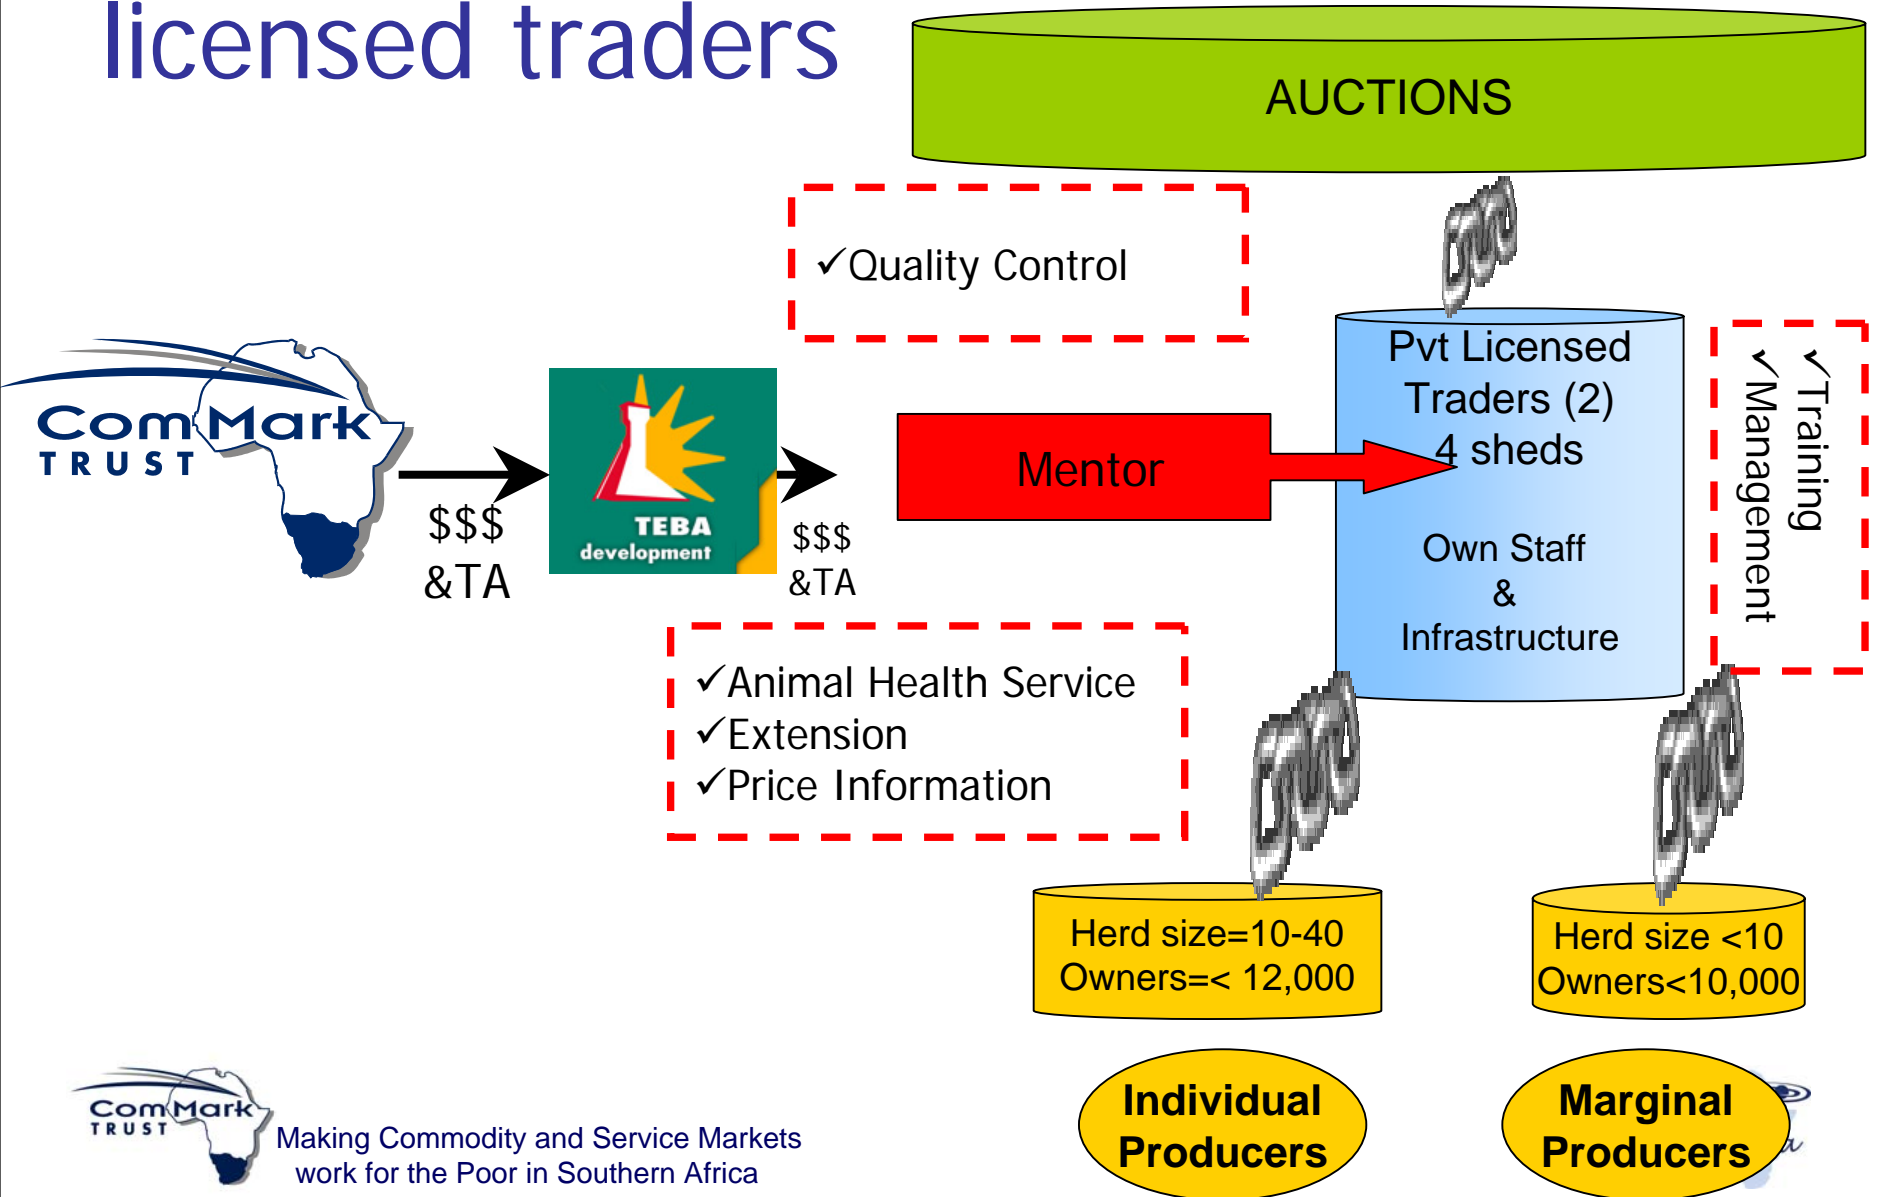 licensed traders
AUCTIONS
✓Quality Control
ComMark
TRUST
$$$
&TA
TEBA
development
$$$
&TA
Mentor
Pvt Licensed
Traders (2)
4 sheds
Own Staff
&
Infrastructure
✓Training
✓Management
✓Animal Health Service
✓Extension
✓Price Information
Herd size=10-40
Owners=< 12,000
Herd size <10
Owners<10,000
Individual
Producers
Marginal
Producers
ComMark
TRUST
Making Commodity and Service Markets
work for the Poor in Southern Africa